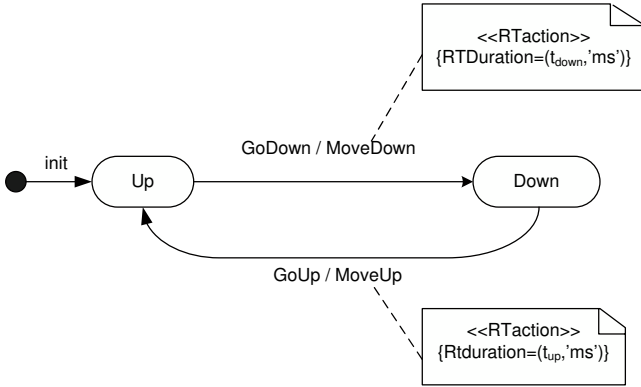 <<RTaction>>
{RTDuration=(tdown,'ms')}
GoDown / MoveDown
init
Up
Down
GoUp / MoveUp
<<RTaction>>
{Rtduration=(tup,'ms')}